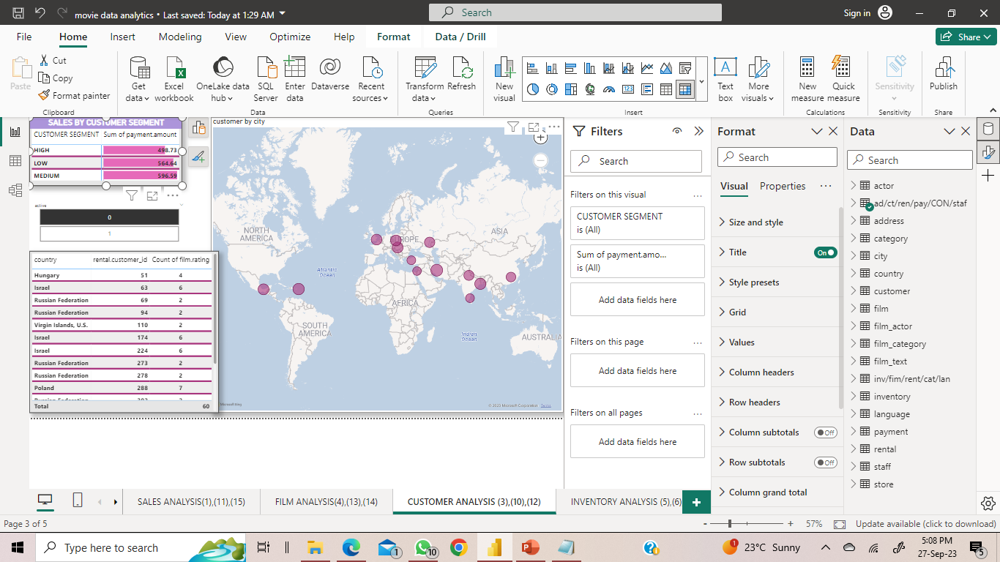 movie data analytics • Last saved: Today at 1:29 AM
Search
Sign in
File Home Insert Modeling View Optimize Help Format Data / Drill
Share
Paste
Cut
Copy
Format painter
Clipboard
Get data
Excel workbook
OneLake data hub
SQL Server
Enter data
Dataverse
Recent sources
Data
Transform data
Refresh
Queries
New visual
Text box
More visuals
Insert
New measure
Quick measure
Calculations
Sensitivity
Sensitivity
Publish
Share
SALES BY CUSTOMER SEGMENT
CUSTOMER SEGMENT Sum of payment.amount
HIGH 498.73
LOW 564.64
MEDIUM 596.59
active
0
1
country rental.customer_id Count of film.rating
Hungary 51 4
Israel 63 6
Russian Federation 69 2
Russian Federation 94 2
Virgin Islands, U.S. 110 2
Israel 174 6
Israel 224 6
Russian Federation 273 2
Russian Federation 278 2
Poland 288 7
Total 60
customer by city
NORTH AMERICA
EUROPE
ASIA
Atlantic Ocean
AFRICA
SOUTH AMERICA
Indian Ocean
AUSTRALIA
Microsoft Bing
© 2023 Microsoft Corporation Terms
Filters
Search
Filters on this visual
CUSTOMER SEGMENT
is (All)
Sum of payment.amo...
is (All)
Add data fields here
Filters on this page
Add data fields here
Filters on all pages
Add data fields here
Format
Search
Visual Properties
Size and style
Title On
Style presets
Grid
Values
Column headers
Row headers
Column subtotals Off
Row subtotals Off
Column grand total
Data
Search
actor
ad/ct/ren/pay/CON/staf
address
category
city
country
customer
film
film_actor
film_category
film_text
inv/fim/rent/cat/lan
inventory
language
payment
rental
staff
store
SALES ANALYSIS(1),(11),(15)
FILM ANALYSIS(4),(13),(14)
CUSTOMER ANALYSIS (3),(10),(12)
INVENTORY ANALYSIS (5),(6)
Page 3 of 5
57%
Update available (click to download)
Type here to search
1
10
1
23°C Sunny
5:08 PM
27-Sep-23
5